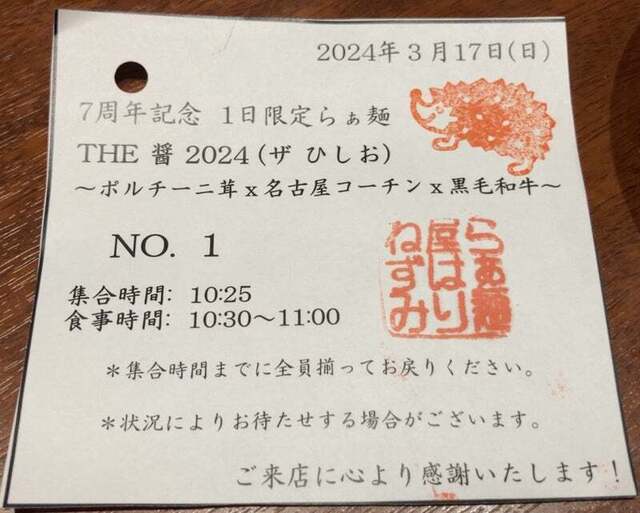 2024年3月17日(日)
7周年記念 1日限定らぁ麺
THE 醤 2024(ザ ひしお)
～ポルチーニ茸x名古屋コーチンx黒毛和牛～
NO. 1
らぁ麺
屋はり
ねずみ
集合時間: 10:25
食事時間: 10:30～11:00
＊集合時間までに全員揃ってお戻りください。
＊状況によりお待たせする場合がございます。
ご来店に心より感謝いたします!